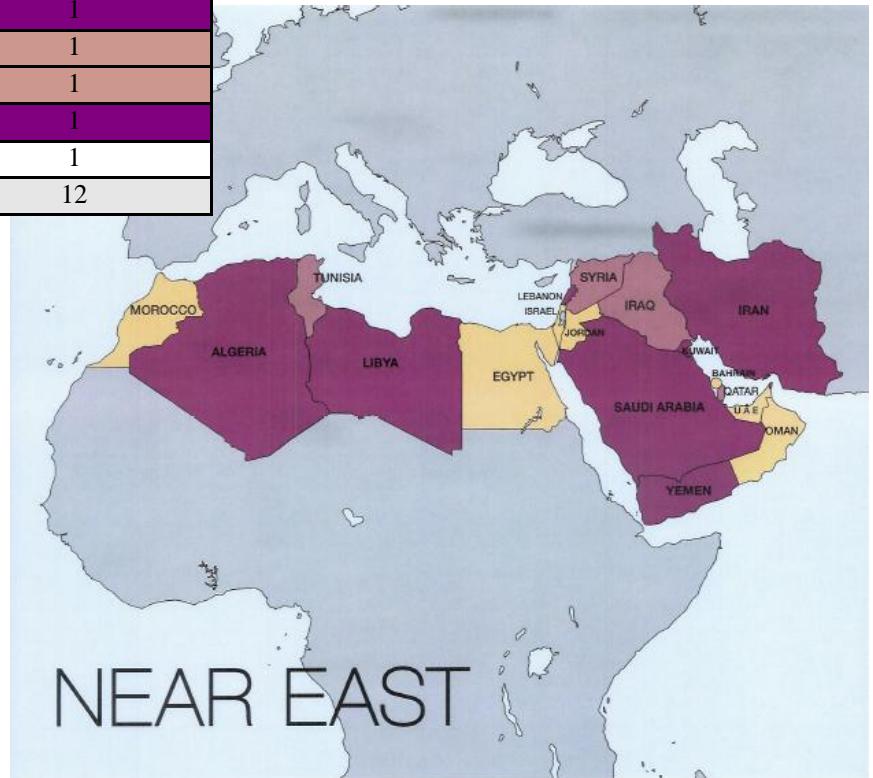 1
1
1
1
1
12
TUNISIA
SYRIA
MOROCCO
LEBANON
IRAQ
ISRAEL
IRAN
JORDAN
ALGERIA
LIBYA
KUWAIT
EGYPT
BAHRAIN
QATAR
SAUDI ARABIA
U A E
OMAN
YEMEN
NEAR EAST